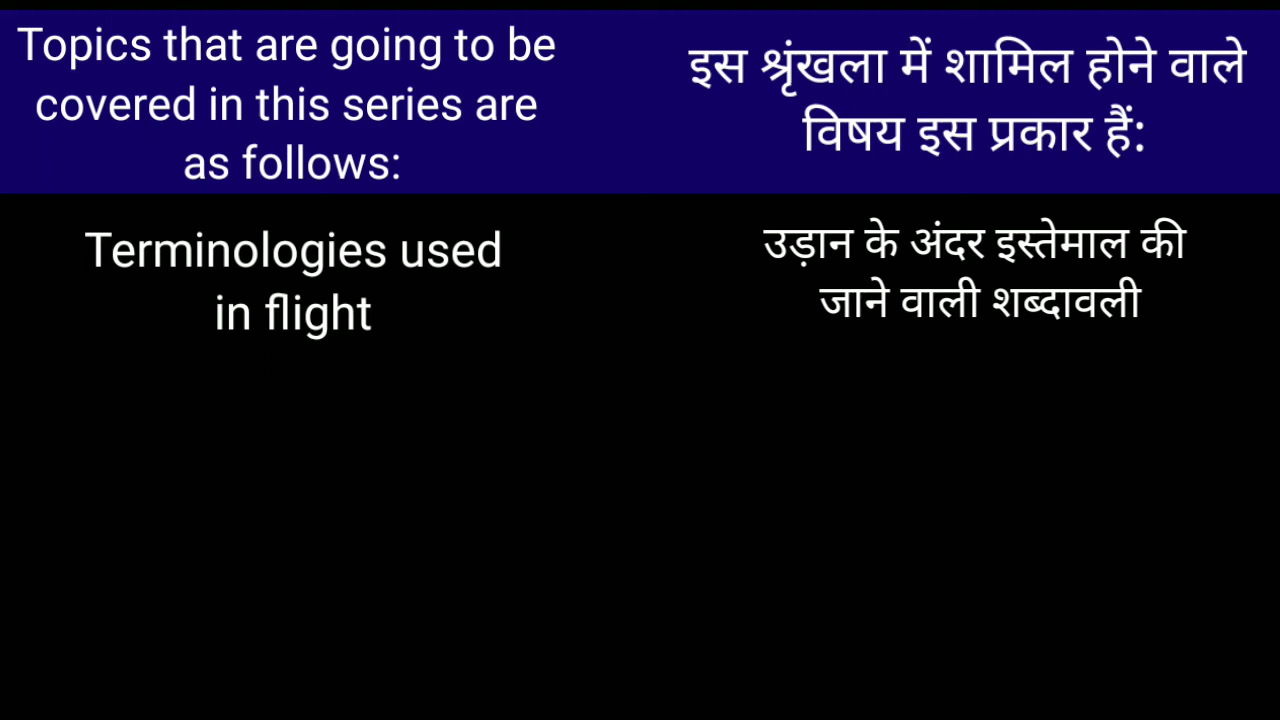 Topics that are going to be
covered in this series are
as follows:
इस श्रृंखला में शामिल होने वाले
विषय इस प्रकार हैं:
Terminologies used
in flight
उड़ान के अंदर इस्तेमाल की
जाने वाली शब्दावली